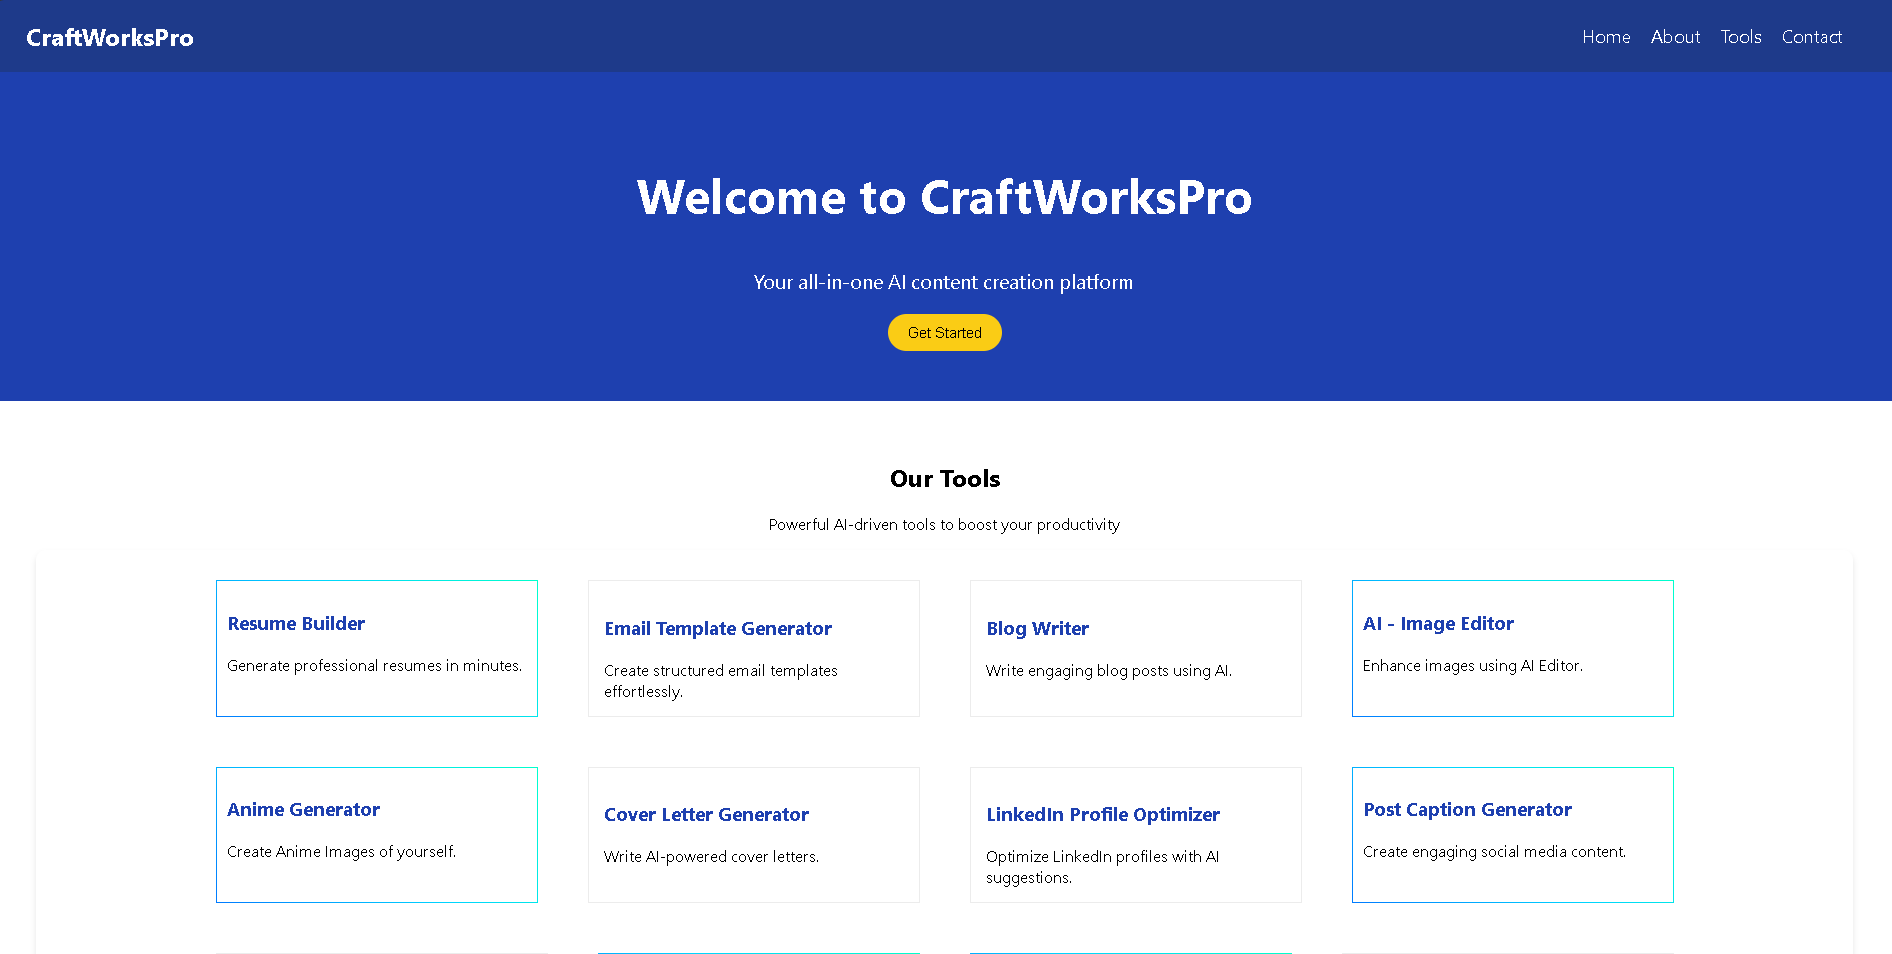 CraftWorksPro
Home About Tools Contact
Welcome to CraftWorksPro
Your all-in-one AI content creation platform
Get Started
Our Tools
Powerful AI-driven tools to boost your productivity
Resume Builder
Generate professional resumes in minutes.
Email Template Generator
Create structured email templates
effortlessly.
Blog Writer
Write engaging blog posts using AI.
AI - Image Editor
Enhance images using AI Editor.
Anime Generator
Create Anime Images of yourself.
Cover Letter Generator
Write AI-powered cover letters.
LinkedIn Profile Optimizer
Optimize LinkedIn profiles with AI
suggestions.
Post Caption Generator
Create engaging social media content.